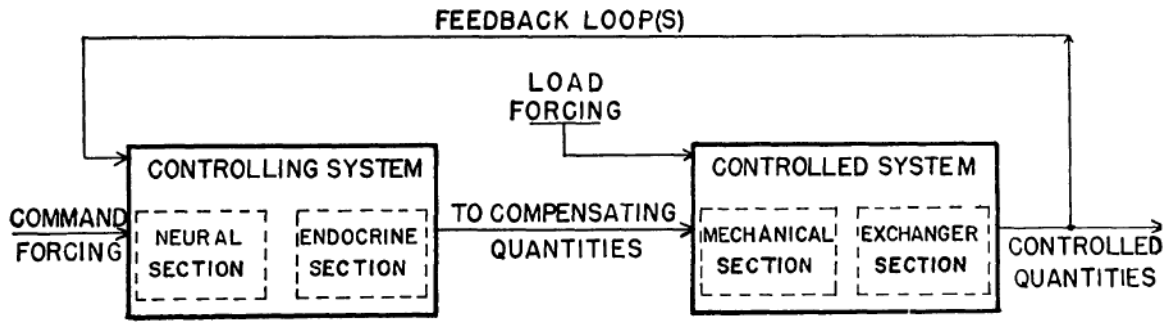 FEEDBACK LOOP(S)
LOAD
FORCING
CONTROLLING SYSTEM
CONTROLLED SYSTEM
COMMAND
FORCING
NEURAL
SECTION
ENDOCRINE
SECTION
TO COMPENSATING
QUANTITIES
MECHANICAL
SECTION
EXCHANGER
SECTION
CONTROLLED
QUANTITIES